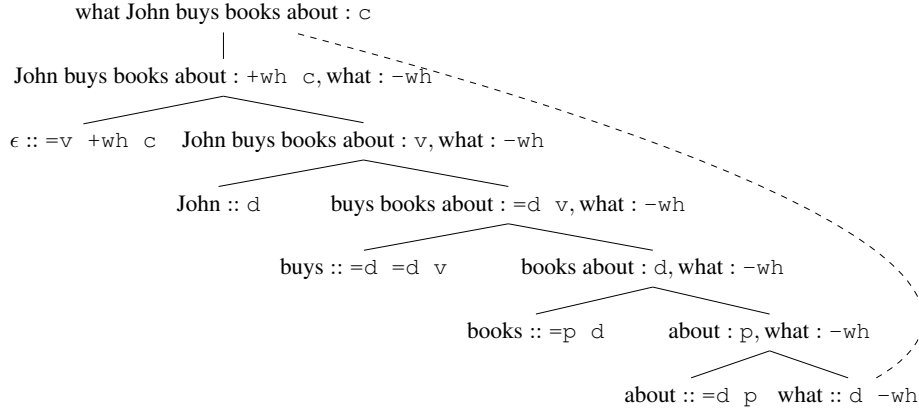 what John buys books about : c
John buys books about : +wh c, what : -wh
ϵ :: =v +wh c John buys books about : v, what : -wh
John :: d buys books about : =d v, what : -wh
buys :: =d =d v books about : d, what : -wh
books :: =p d about : p, what : -wh
about :: =d p what :: d -wh